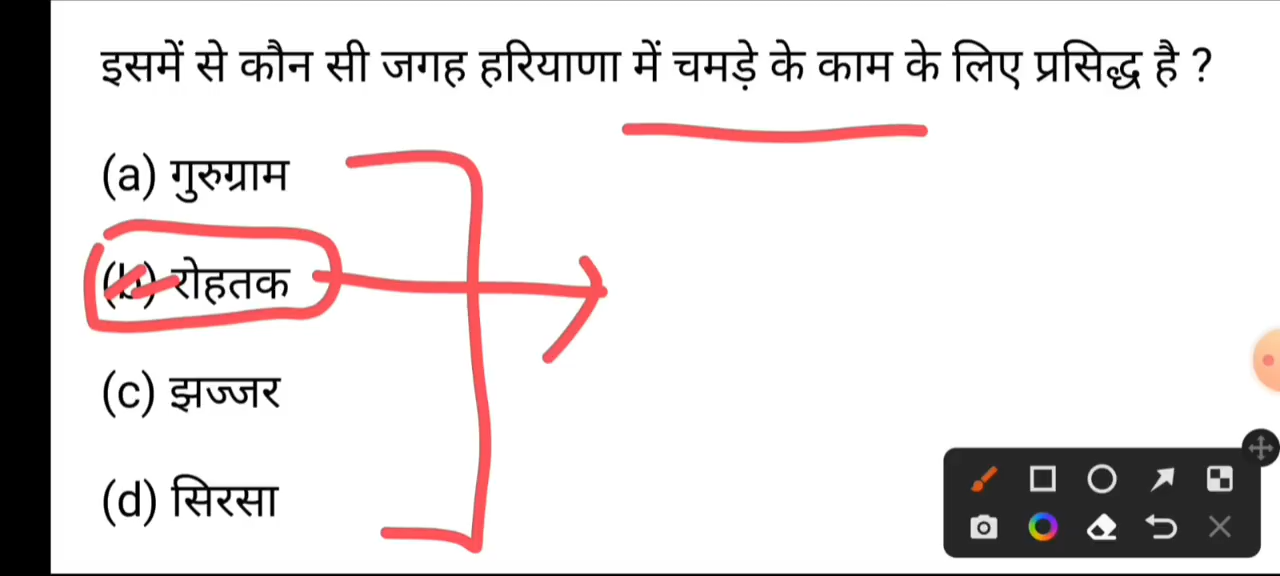 इसमें से कौन सी जगह हरियाणा में चमड़े के काम के लिए प्रसिद्ध है ?
(a) गुरुग्राम
(b) रोहतक
(c) झज्जर
(d) सिरसा